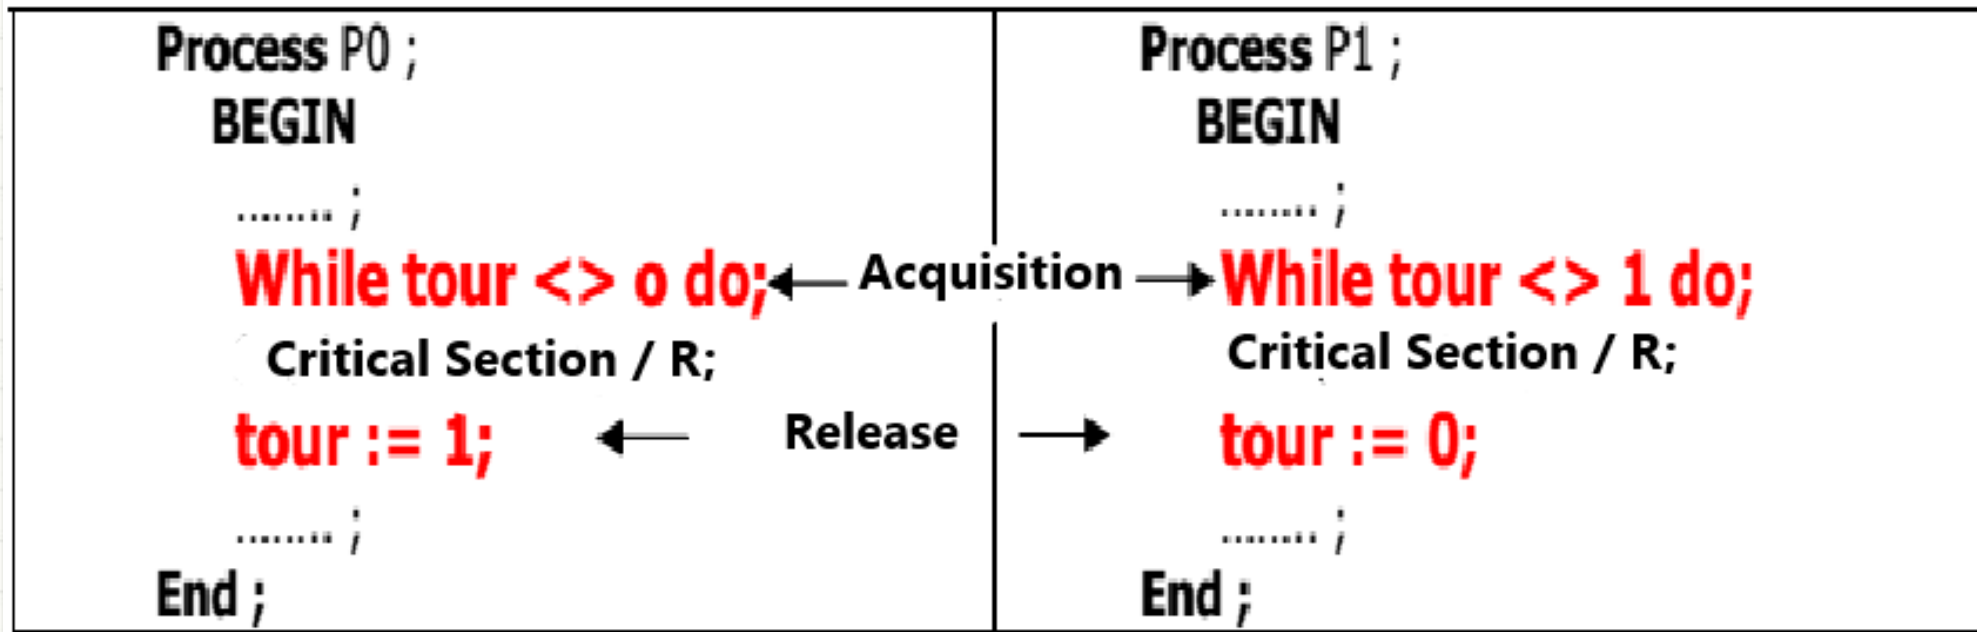 Process P0 ;
BEGIN
........ ;
While tour <> o do;
Critical Section / R;
tour := 1;
........ ;
End ;
Acquisition
Release
Process P1 ;
BEGIN
........ ;
While tour <> 1 do;
Critical Section / R;
tour := 0;
........ ;
End ;